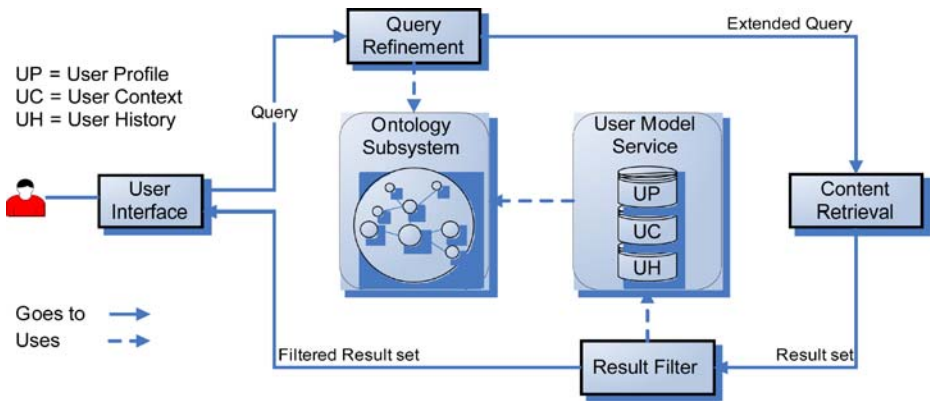 Query
Refinement
Extended Query
UP = User Profile
UC = User Context
UH = User History
Query
Ontology
Subsystem
User Model
Service
UP
UC
UH
User
Interface
Content
Retrieval
Goes to
Uses
Filtered Result set
Result Filter
Result set